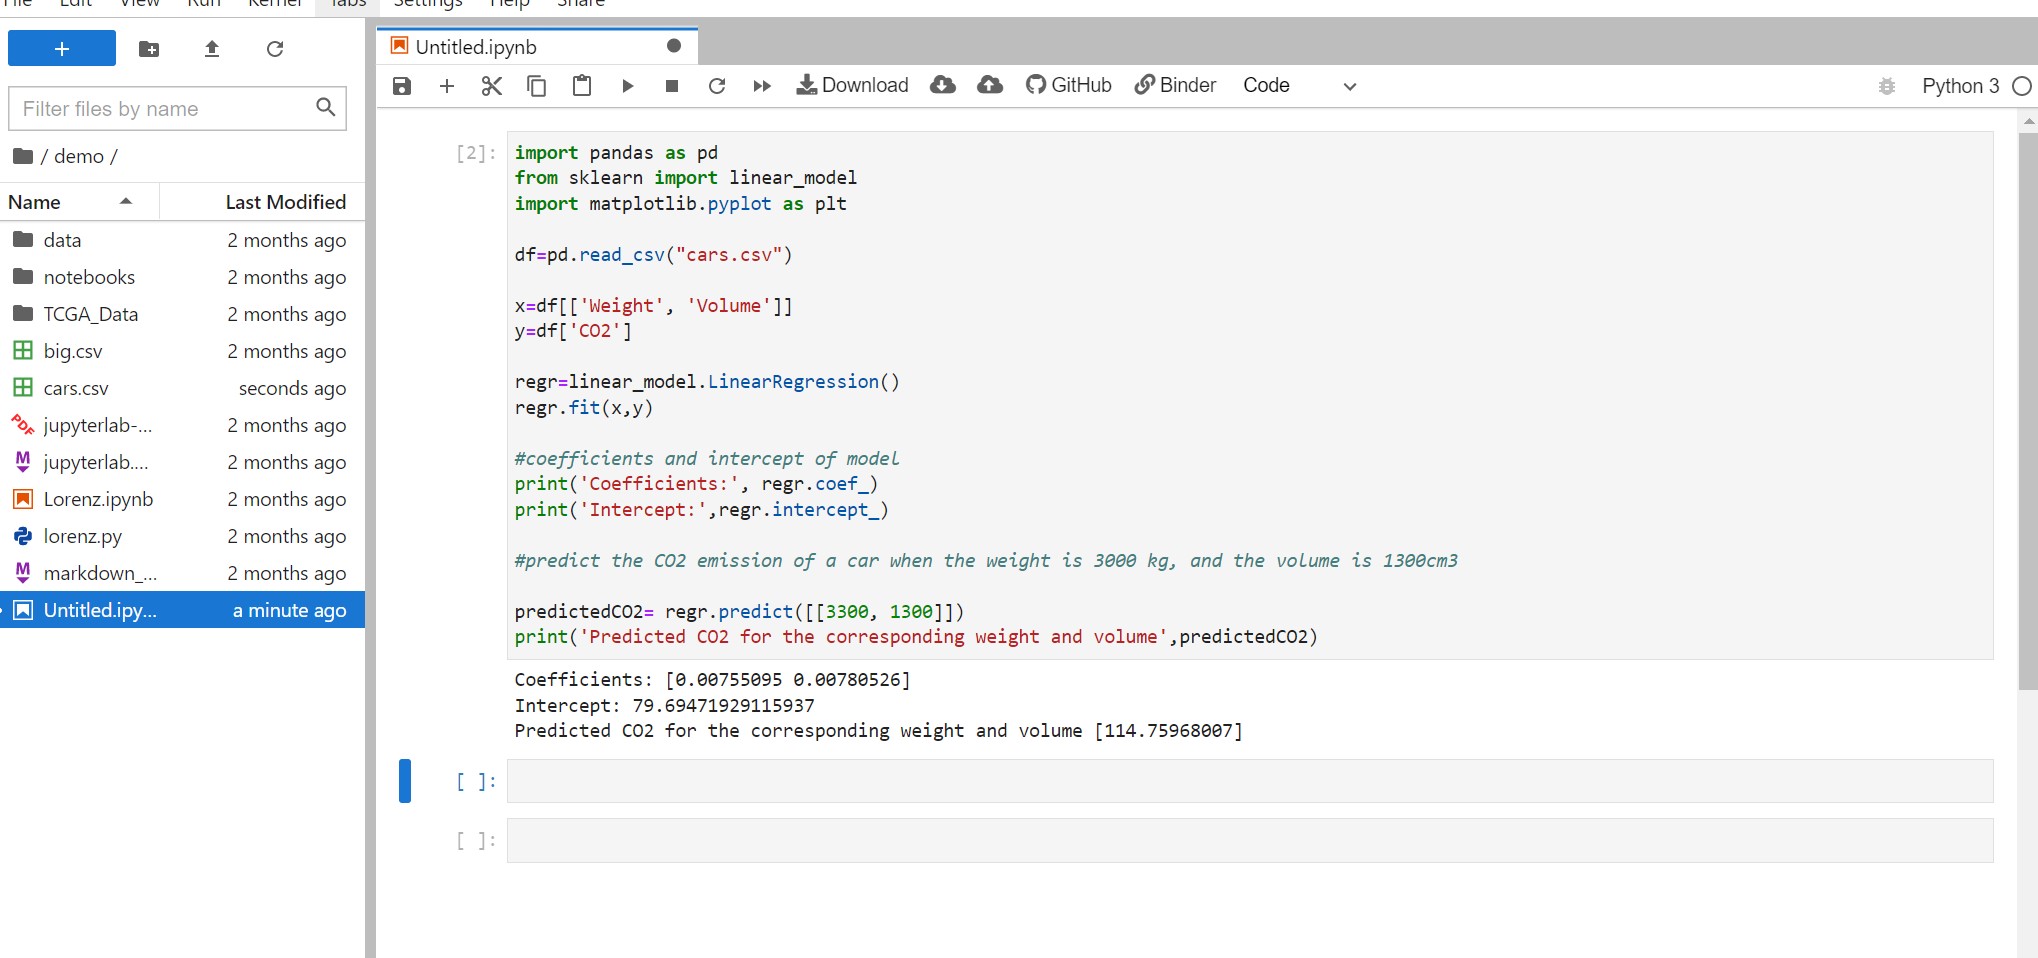 File Edit View Run Kernel Tabs Settings Help Share
Untitled.ipynb
Download GitHub Binder Code Python 3
Filter files by name
/ demo /
Name Last Modified
data 2 months ago
notebooks 2 months ago
TCGA_Data 2 months ago
big.csv 2 months ago
cars.csv seconds ago
PDF jupyterlab-... 2 months ago
M jupyterlab.... 2 months ago
Lorenz.ipynb 2 months ago
lorenz.py 2 months ago
M markdown_... 2 months ago
Untitled.ipy... a minute ago
[2]: import pandas as pd
from sklearn import linear_model
import matplotlib.pyplot as plt
df=pd.read_csv("cars.csv")
x=df[['Weight', 'Volume']]
y=df['CO2']
regr=linear_model.LinearRegression()
regr.fit(x,y)
#coefficients and intercept of model
print('Coefficients:', regr.coef_)
print('Intercept:',regr.intercept_)
#predict the CO2 emission of a car when the weight is 3000 kg, and the volume is 1300cm3
predictedCO2= regr.predict([[3300, 1300]])
print('Predicted CO2 for the corresponding weight and volume',predictedCO2)
Coefficients: [0.00755095 0.00780526]
Intercept: 79.69471929115937
Predicted CO2 for the corresponding weight and volume [114.75968007]
[ ]:
[ ]: